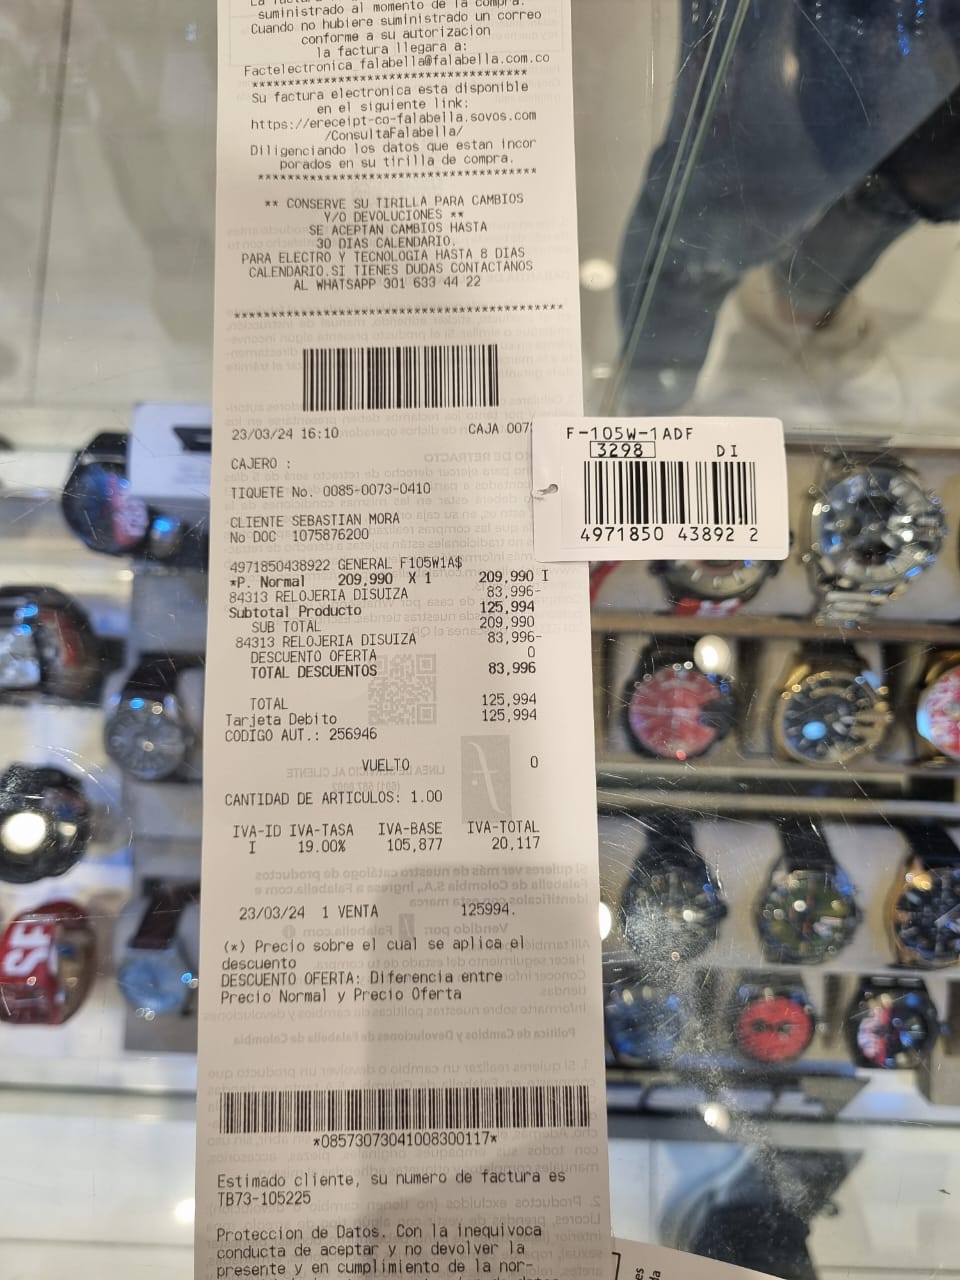 suministrado al momento de la compra.
Cuando no hubiere suministrado un correo
conforme a su autorizacion
la factura llegara a:
Factelectronica_falabella@falabella.com.co
************************************
Su factura electronica esta disponible
en el siguiente link:
https://ereceipt-co-falabella.sovos.com
/ConsultaFalabella/
Diligenciando los datos que estan incor
porados en su tirilla de compra.
************************************
** CONSERVE SU TIRILLA PARA CAMBIOS
Y/O DEVOLUCIONES **
SE ACEPTAN CAMBIOS HASTA
30 DIAS CALENDARIO.
PARA ELECTRO Y TECNOLOGIA HASTA 8 DIAS
CALENDARIO.SI TIENES DUDAS CONTACTANOS
AL WHATSAPP 301 633 44 22
******************************************
23/03/24 16:10 CAJA 007
CAJERO :
TIQUETE No. 0085-0073-0410
CLIENTE SEBASTIAN MORA
No DOC 1075876200
4971850438922 GENERAL F105W1A$
*P. Normal 209,990 X 1 209,990 I
84313 RELOJERIA DISUIZA 83,996-
Subtotal Producto 125,994
SUB TOTAL 209,990
84313 RELOJERIA DISUIZA 83,996-
DESCUENTO OFERTA 0
TOTAL DESCUENTOS 83,996
TOTAL 125,994
Tarjeta Debito 125,994
CODIGO AUT.: 256946
VUELTO 0
CANTIDAD DE ARTICULOS: 1.00
IVA-ID IVA-TASA IVA-BASE IVA-TOTAL
I 19.00% 105,877 20,117
23/03/24 1 VENTA 125994.
(*) Precio sobre el cual se aplica el
descuento
DESCUENTO OFERTA: Diferencia entre
Precio Normal y Precio Oferta
*08573073041008300117*
Estimado cliente, su numero de factura es
TB73-105225
Proteccion de Datos. Con la inequivoca
conducta de aceptar y no devolver la
presente y en cumplimiento de la nor-
F-105W-1ADF
3298 DI
4971850 43892 2